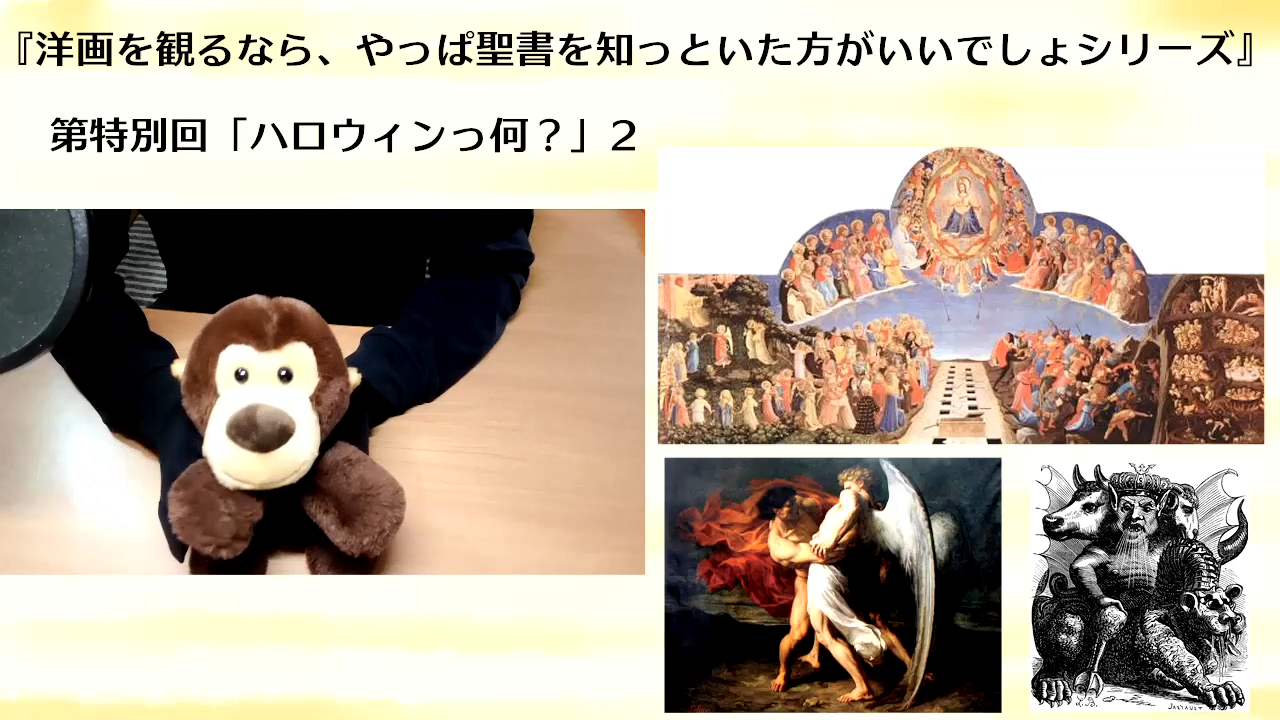 『洋画を観るなら、やっぱ聖書を知っといた方がいいでしょシリーズ』
第特別回「ハロウィンっ何？」２